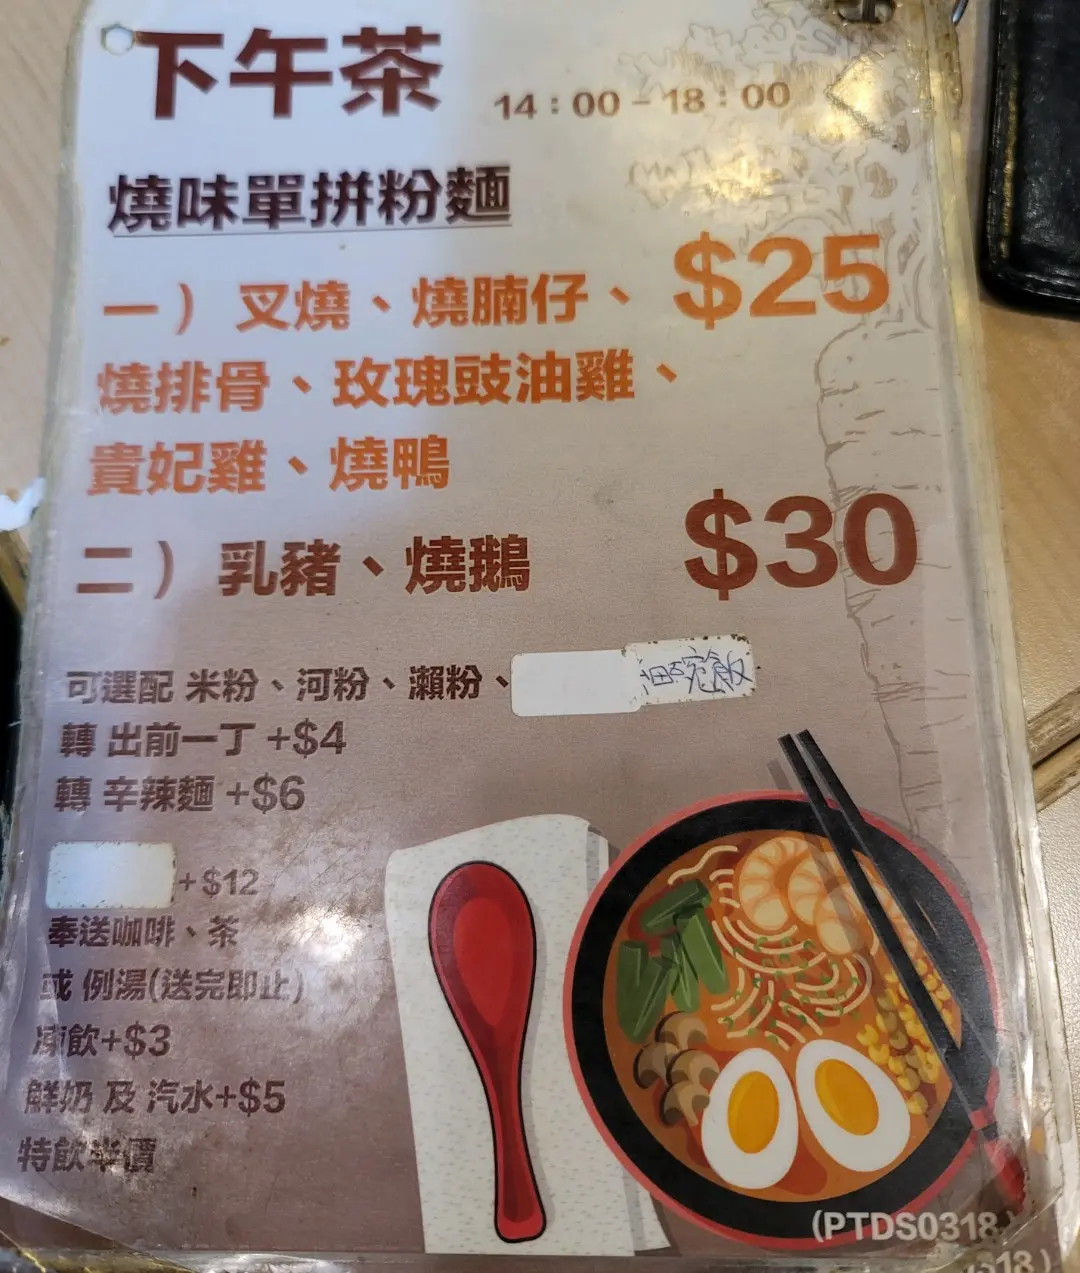 下午茶
14：00－18：00
燒味單拼粉麵
一）叉燒、燒腩仔、 $25
燒排骨、玫瑰豉油雞、
貴妃雞、燒鴨
二）乳豬、燒鵝 $30
可選配 米粉、河粉、瀨粉、細碗飯
轉 出前一丁 +$4
轉 辛辣麵 +$6
+$12
奉送咖啡、茶
或 例湯(送完即止)
凍飲+$3
鮮奶 及 汽水+$5
特飲半價
(PTDS0318
318)